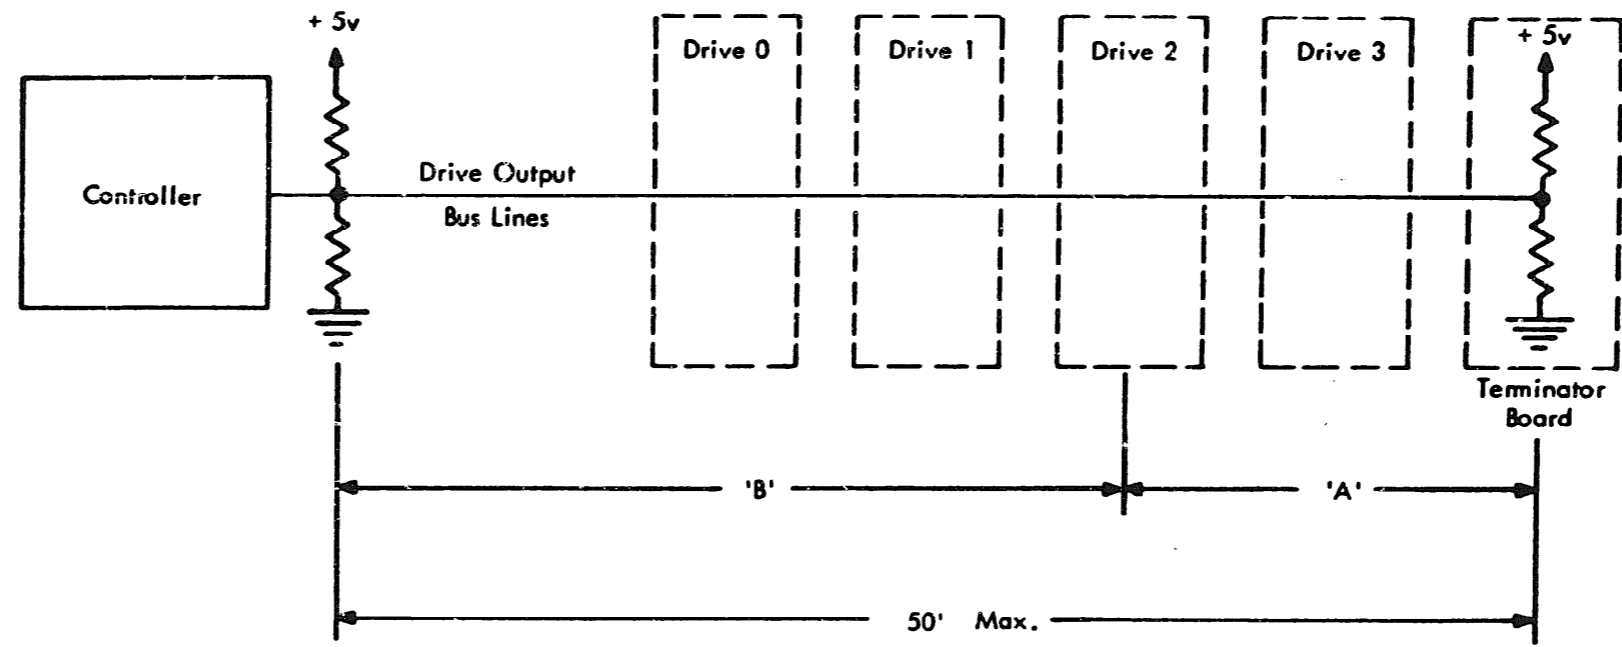 + 5v
Drive 0
Drive 1
Drive 2
Drive 3
+ 5v
Controller
Drive Output
Bus Lines
Terminator
Board
'B'
'A'
50' Max.